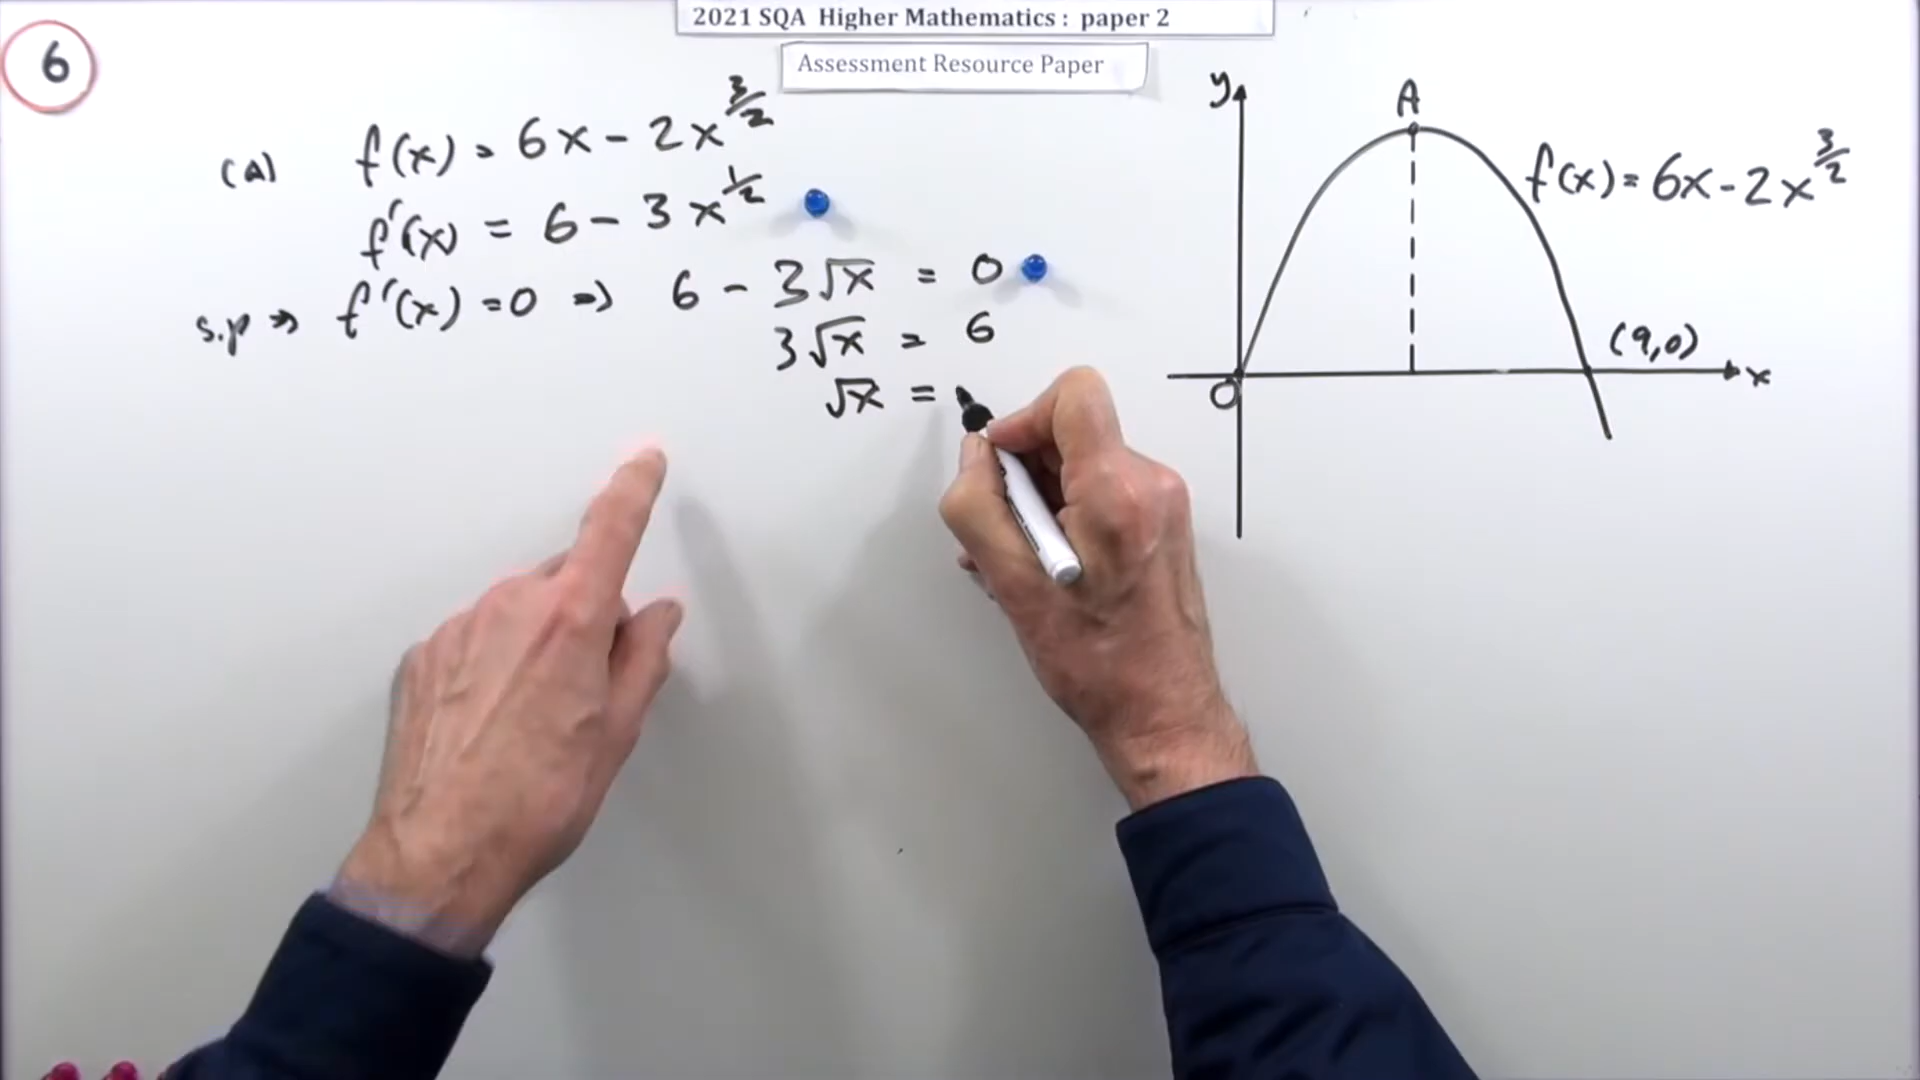 2021 SQA Higher Mathematics : paper 2
Assessment Resource Paper
6
(a) f(x) = 6x - 2x^{3/2}
f'(x) = 6 - 3x^{1/2}
s.p ⇒ f'(x) = 0 ⇒ 6 - 3√x = 0
3√x = 6
√x =
y
A
f(x) = 6x - 2x^{3/2}
(9,0)
O
x